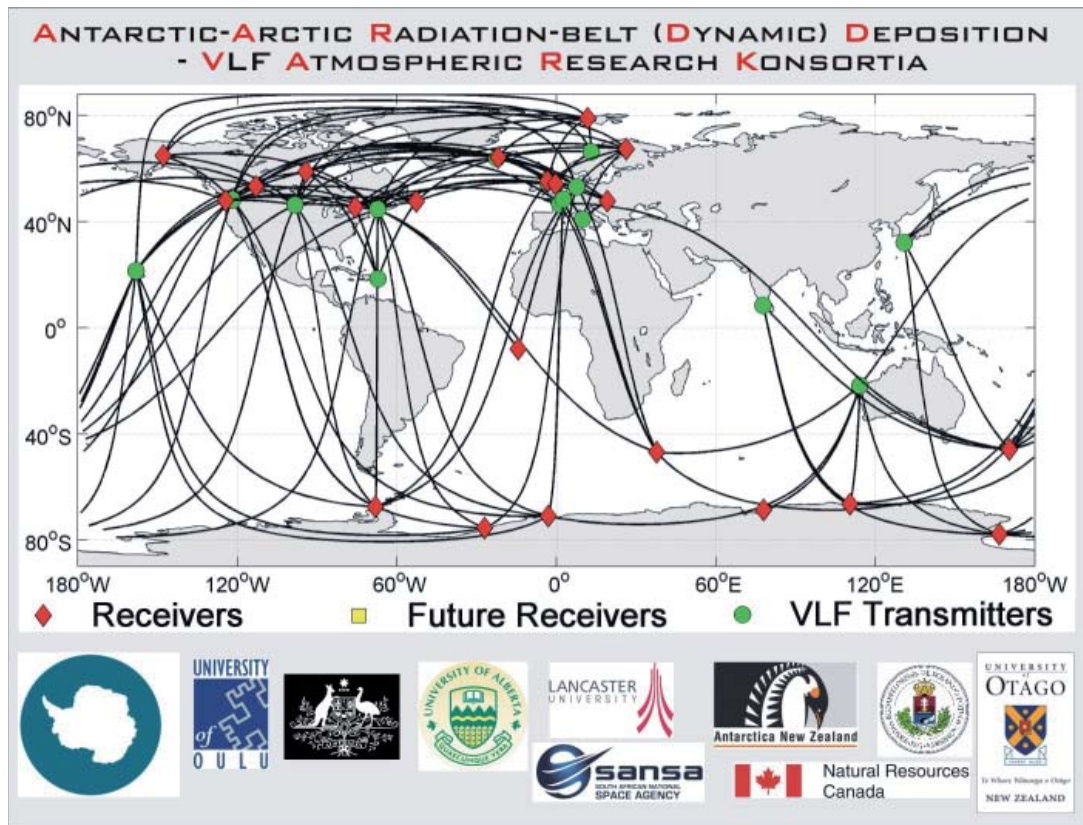 ANTARCTIC-ARCTIC RADIATION-BELT (DYNAMIC) DEPOSITION
- VLF ATMOSPHERIC RESEARCH KONSORTIA
80°N
40°N
0°
40°S
80°S
180°W 120°W 60°W 0° 60°E 120°E 180°W
Receivers Future Receivers VLF Transmitters
UNIVERSITY
of
OULU
UNIVERSITY OF ALBERTA
QUAECUMQUE VERA
LANCASTER
UNIVERSITY
sansa
SOUTH AFRICAN NATIONAL
SPACE AGENCY
Antarctica New Zealand
Natural Resources
Canada
UNIVERSITY
of
OTAGO
NEW ZEALAND